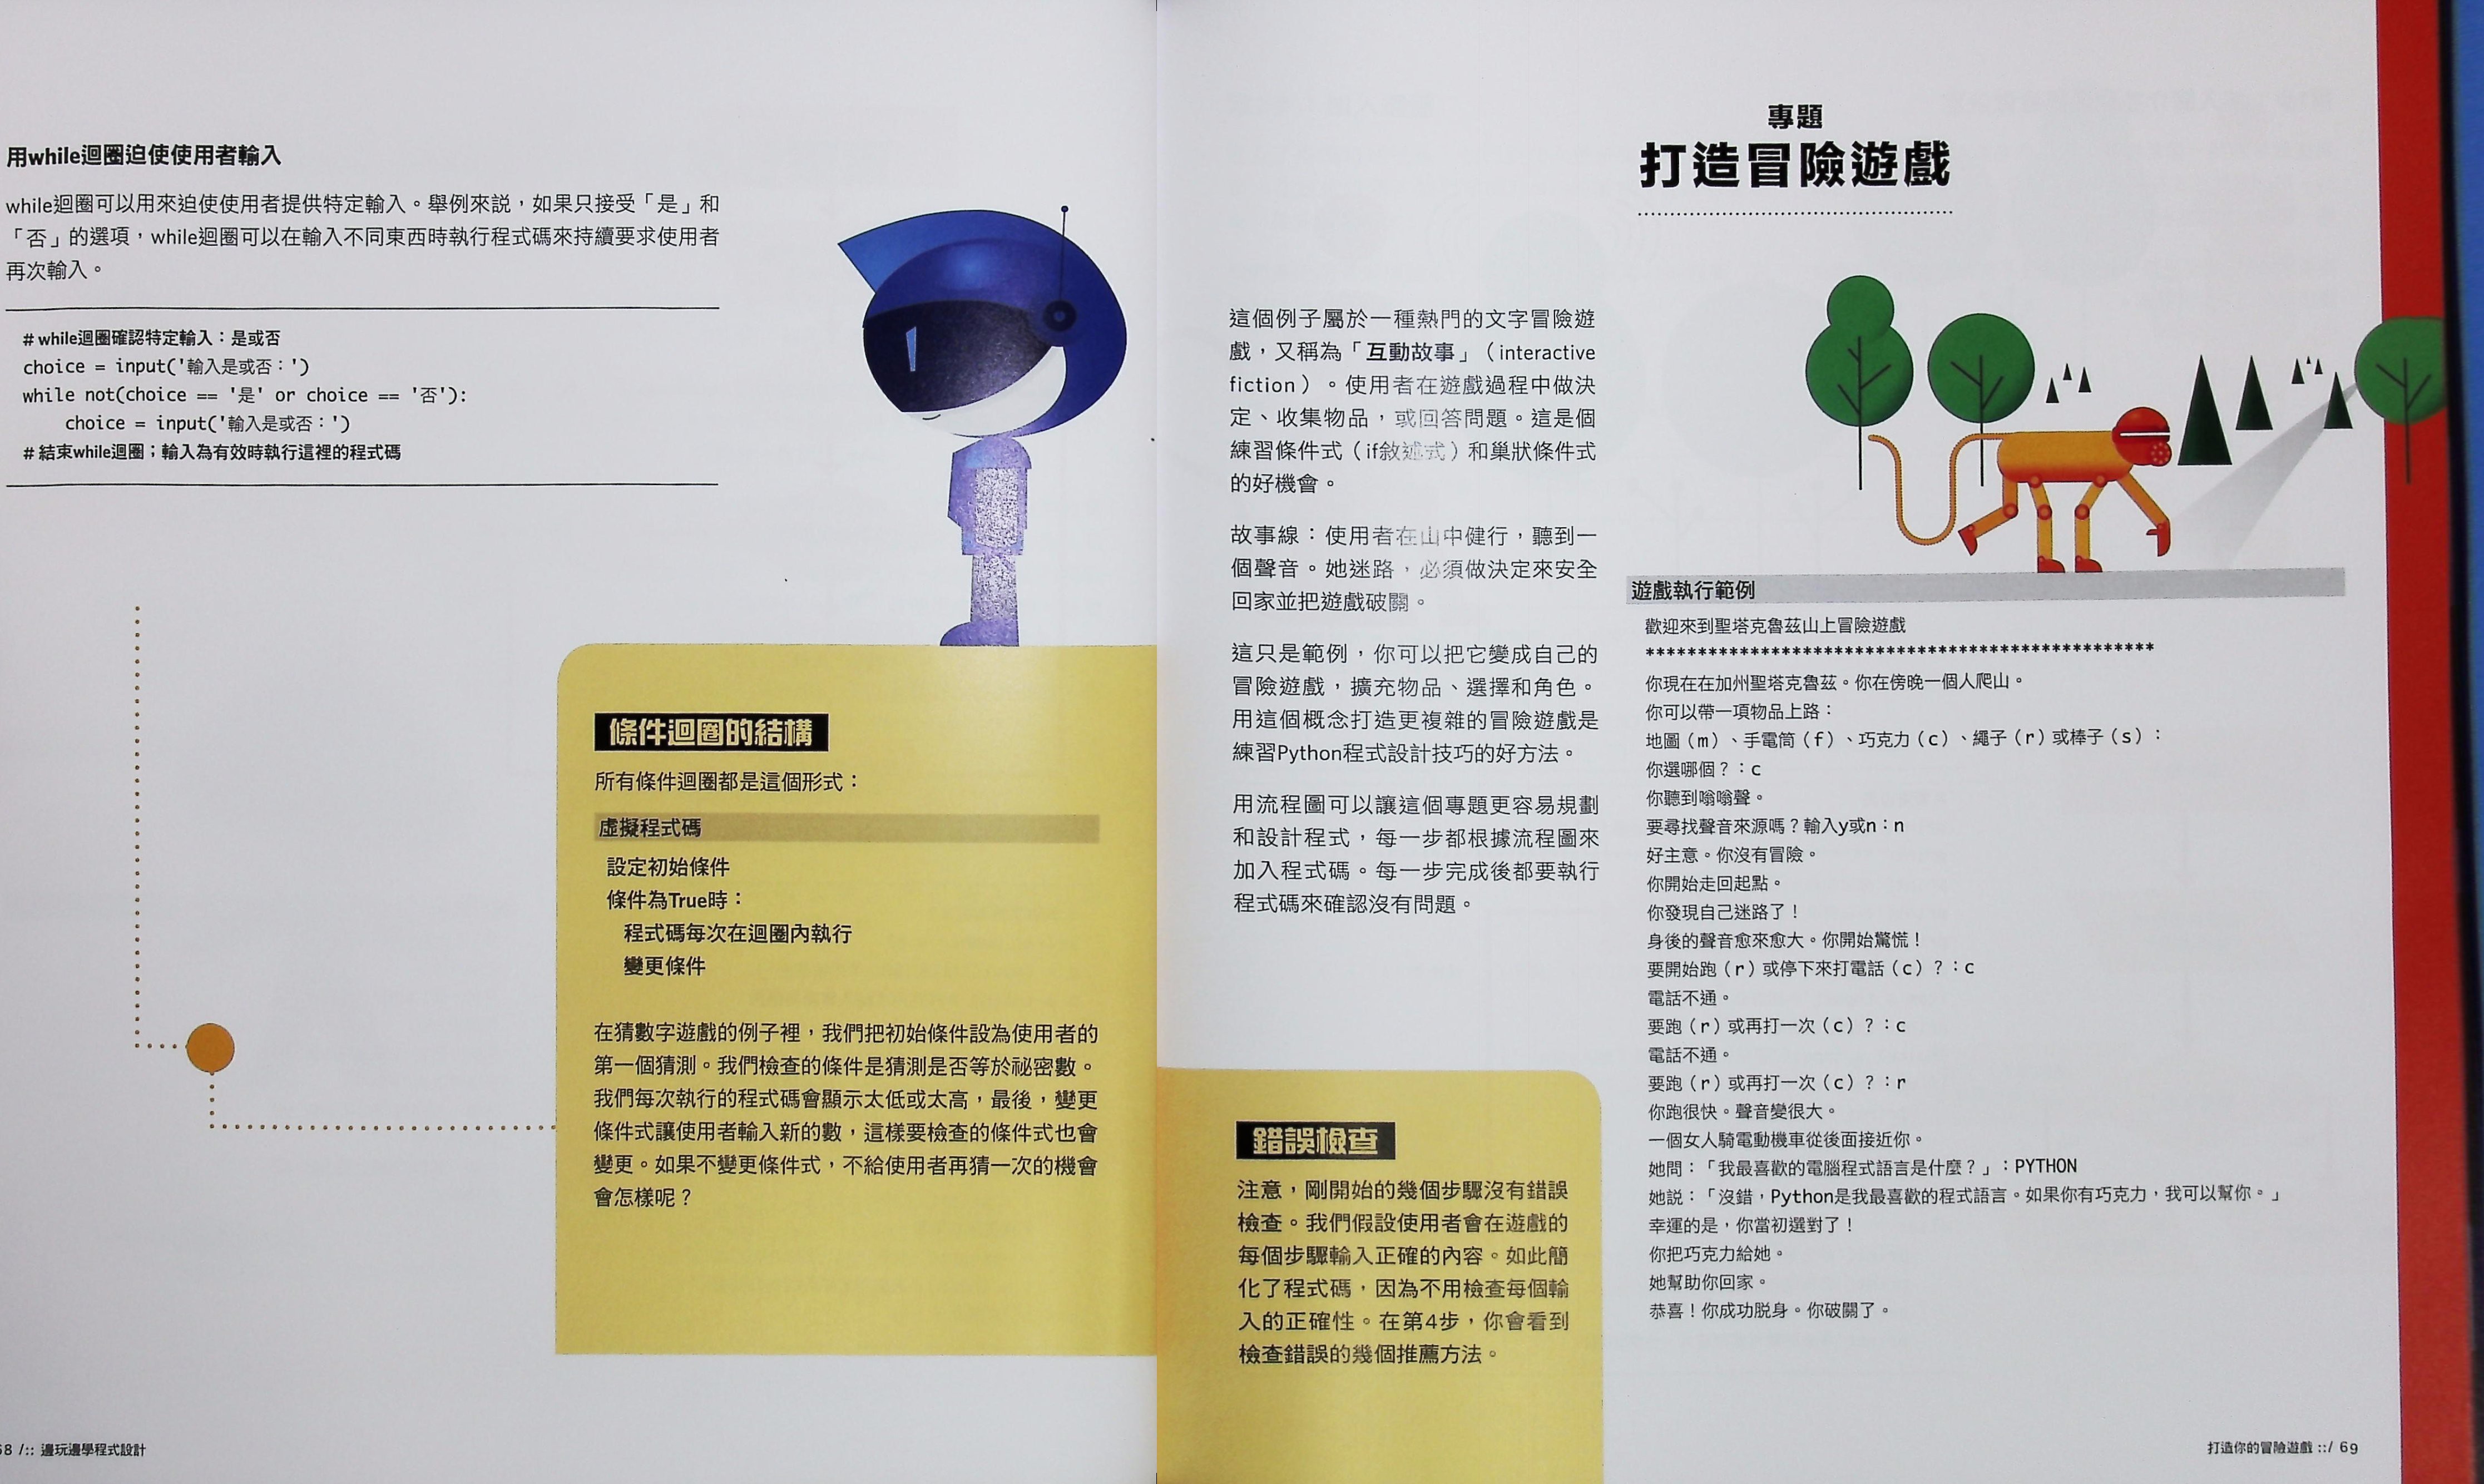 用while迴圈迫使使用者輸入
while迴圈可以用來迫使使用者提供特定輸入。舉例來說，如果只接受「是」和
「否」的選項，while迴圈可以在輸入不同東西時執行程式碼來持續要求使用者
再次輸入。
# while迴圈確認特定輸入：是或否
choice = input('輸入是或否：')
while not(choice == '是' or choice == '否'):
    choice = input('輸入是或否：')
# 結束while迴圈；輸入為有效時執行這裡的程式碼
條件迴圈的結構
所有條件迴圈都是這個形式：
虛擬程式碼
設定初始條件
條件為True時：
程式碼每次在迴圈內執行
變更條件
在猜數字遊戲的例子裡，我們把初始條件設為使用者的
第一個猜測。我們檢查的條件是猜測是否等於祕密數。
我們每次執行的程式碼會顯示太低或太高，最後，變更
條件式讓使用者輸入新的數，這樣要檢查的條件式也會
變更。如果不變更條件式，不給使用者再猜一次的機會
會怎樣呢？
68 /:: 邊玩邊學程式設計
專題
打造冒險遊戲
這個例子屬於一種熱門的文字冒險遊
戲，又稱為「互動故事」（interactive
fiction）。使用者在遊戲過程中做決
定、收集物品，或回答問題。這是個
練習條件式（if敘述式）和巢狀條件式
的好機會。
故事線：使用者在山中健行，聽到一
個聲音。她迷路，必須做決定來安全
回家並把遊戲破關。
這只是範例，你可以把它變成自己的
冒險遊戲，擴充物品、選擇和角色。
用這個概念打造更複雜的冒險遊戲是
練習Python程式設計技巧的好方法。
用流程圖可以讓這個專題更容易規劃
和設計程式，每一步都根據流程圖來
加入程式碼。每一步完成後都要執行
程式碼來確認沒有問題。
錯誤檢查
注意，剛開始的幾個步驟沒有錯誤
檢查。我們假設使用者會在遊戲的
每個步驟輸入正確的內容。如此簡
化了程式碼，因為不用檢查每個輸
入的正確性。在第4步，你會看到
檢查錯誤的幾個推薦方法。
遊戲執行範例
歡迎來到聖塔克魯茲山上冒險遊戲
*************************************************
你現在在加州聖塔克魯茲。你在傍晚一個人爬山。
你可以帶一項物品上路：
地圖（m）、手電筒（f）、巧克力（c）、繩子（r）或棒子（s）：
你選哪個？：c
你聽到嗡嗡聲。
要尋找聲音來源嗎？輸入y或n：n
好主意。你沒有冒險。
你開始走回起點。
你發現自己迷路了！
身後的聲音愈來愈大。你開始驚慌！
要開始跑（r）或停下來打電話（c）？：c
電話不通。
要跑（r）或再打一次（c）？：c
電話不通。
要跑（r）或再打一次（c）？：r
你跑很快。聲音變很大。
一個女人騎電動機車從後面接近你。
她問：「我最喜歡的電腦程式語言是什麼？」：PYTHON
她說：「沒錯，Python是我最喜歡的程式語言。如果你有巧克力，我可以幫你。」
幸運的是，你當初選對了！
你把巧克力給她。
她幫助你回家。
恭喜！你成功脫身。你破關了。
打造你的冒險遊戲 ::/ 69